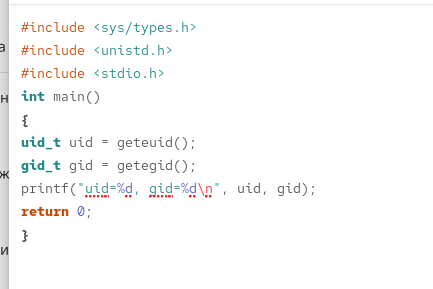 #include <sys/types.h>
#include <unistd.h>
#include <stdio.h>
int main()
{
uid_t uid = geteuid();
gid_t gid = getegid();
printf("uid=%d, gid=%d\n", uid, gid);
return 0;
}